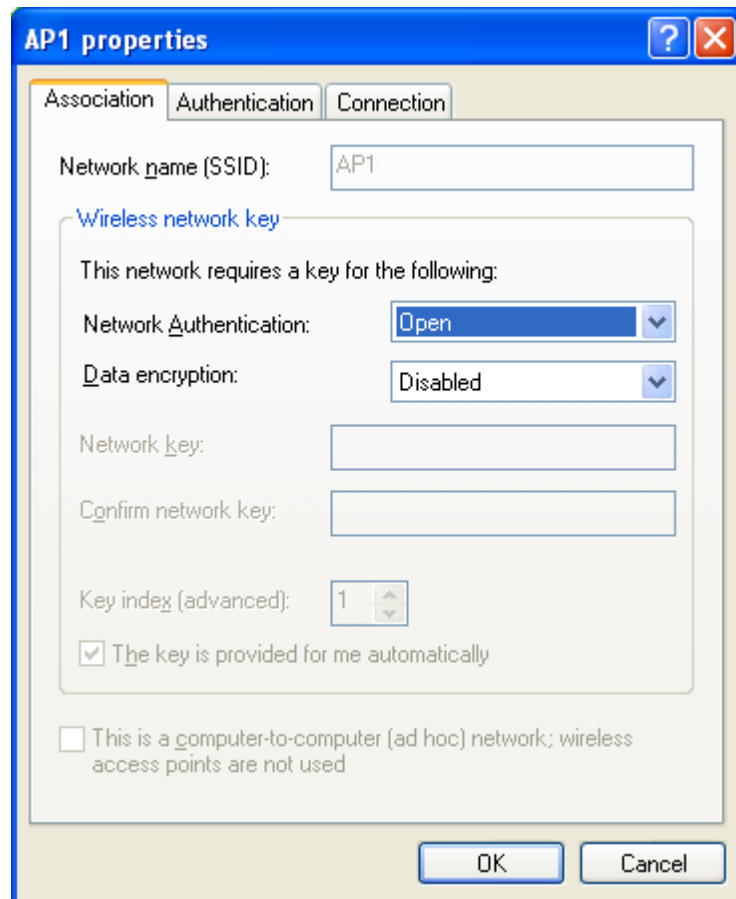 AP1 properties
Association Authentication Connection
Network name (SSID): AP1
Wireless network key
This network requires a key for the following:
Network Authentication: Open
Data encryption: Disabled
Network key:
Confirm network key:
Key index (advanced): 1
The key is provided for me automatically
This is a computer-to-computer (ad hoc) network; wireless
access points are not used
OK Cancel